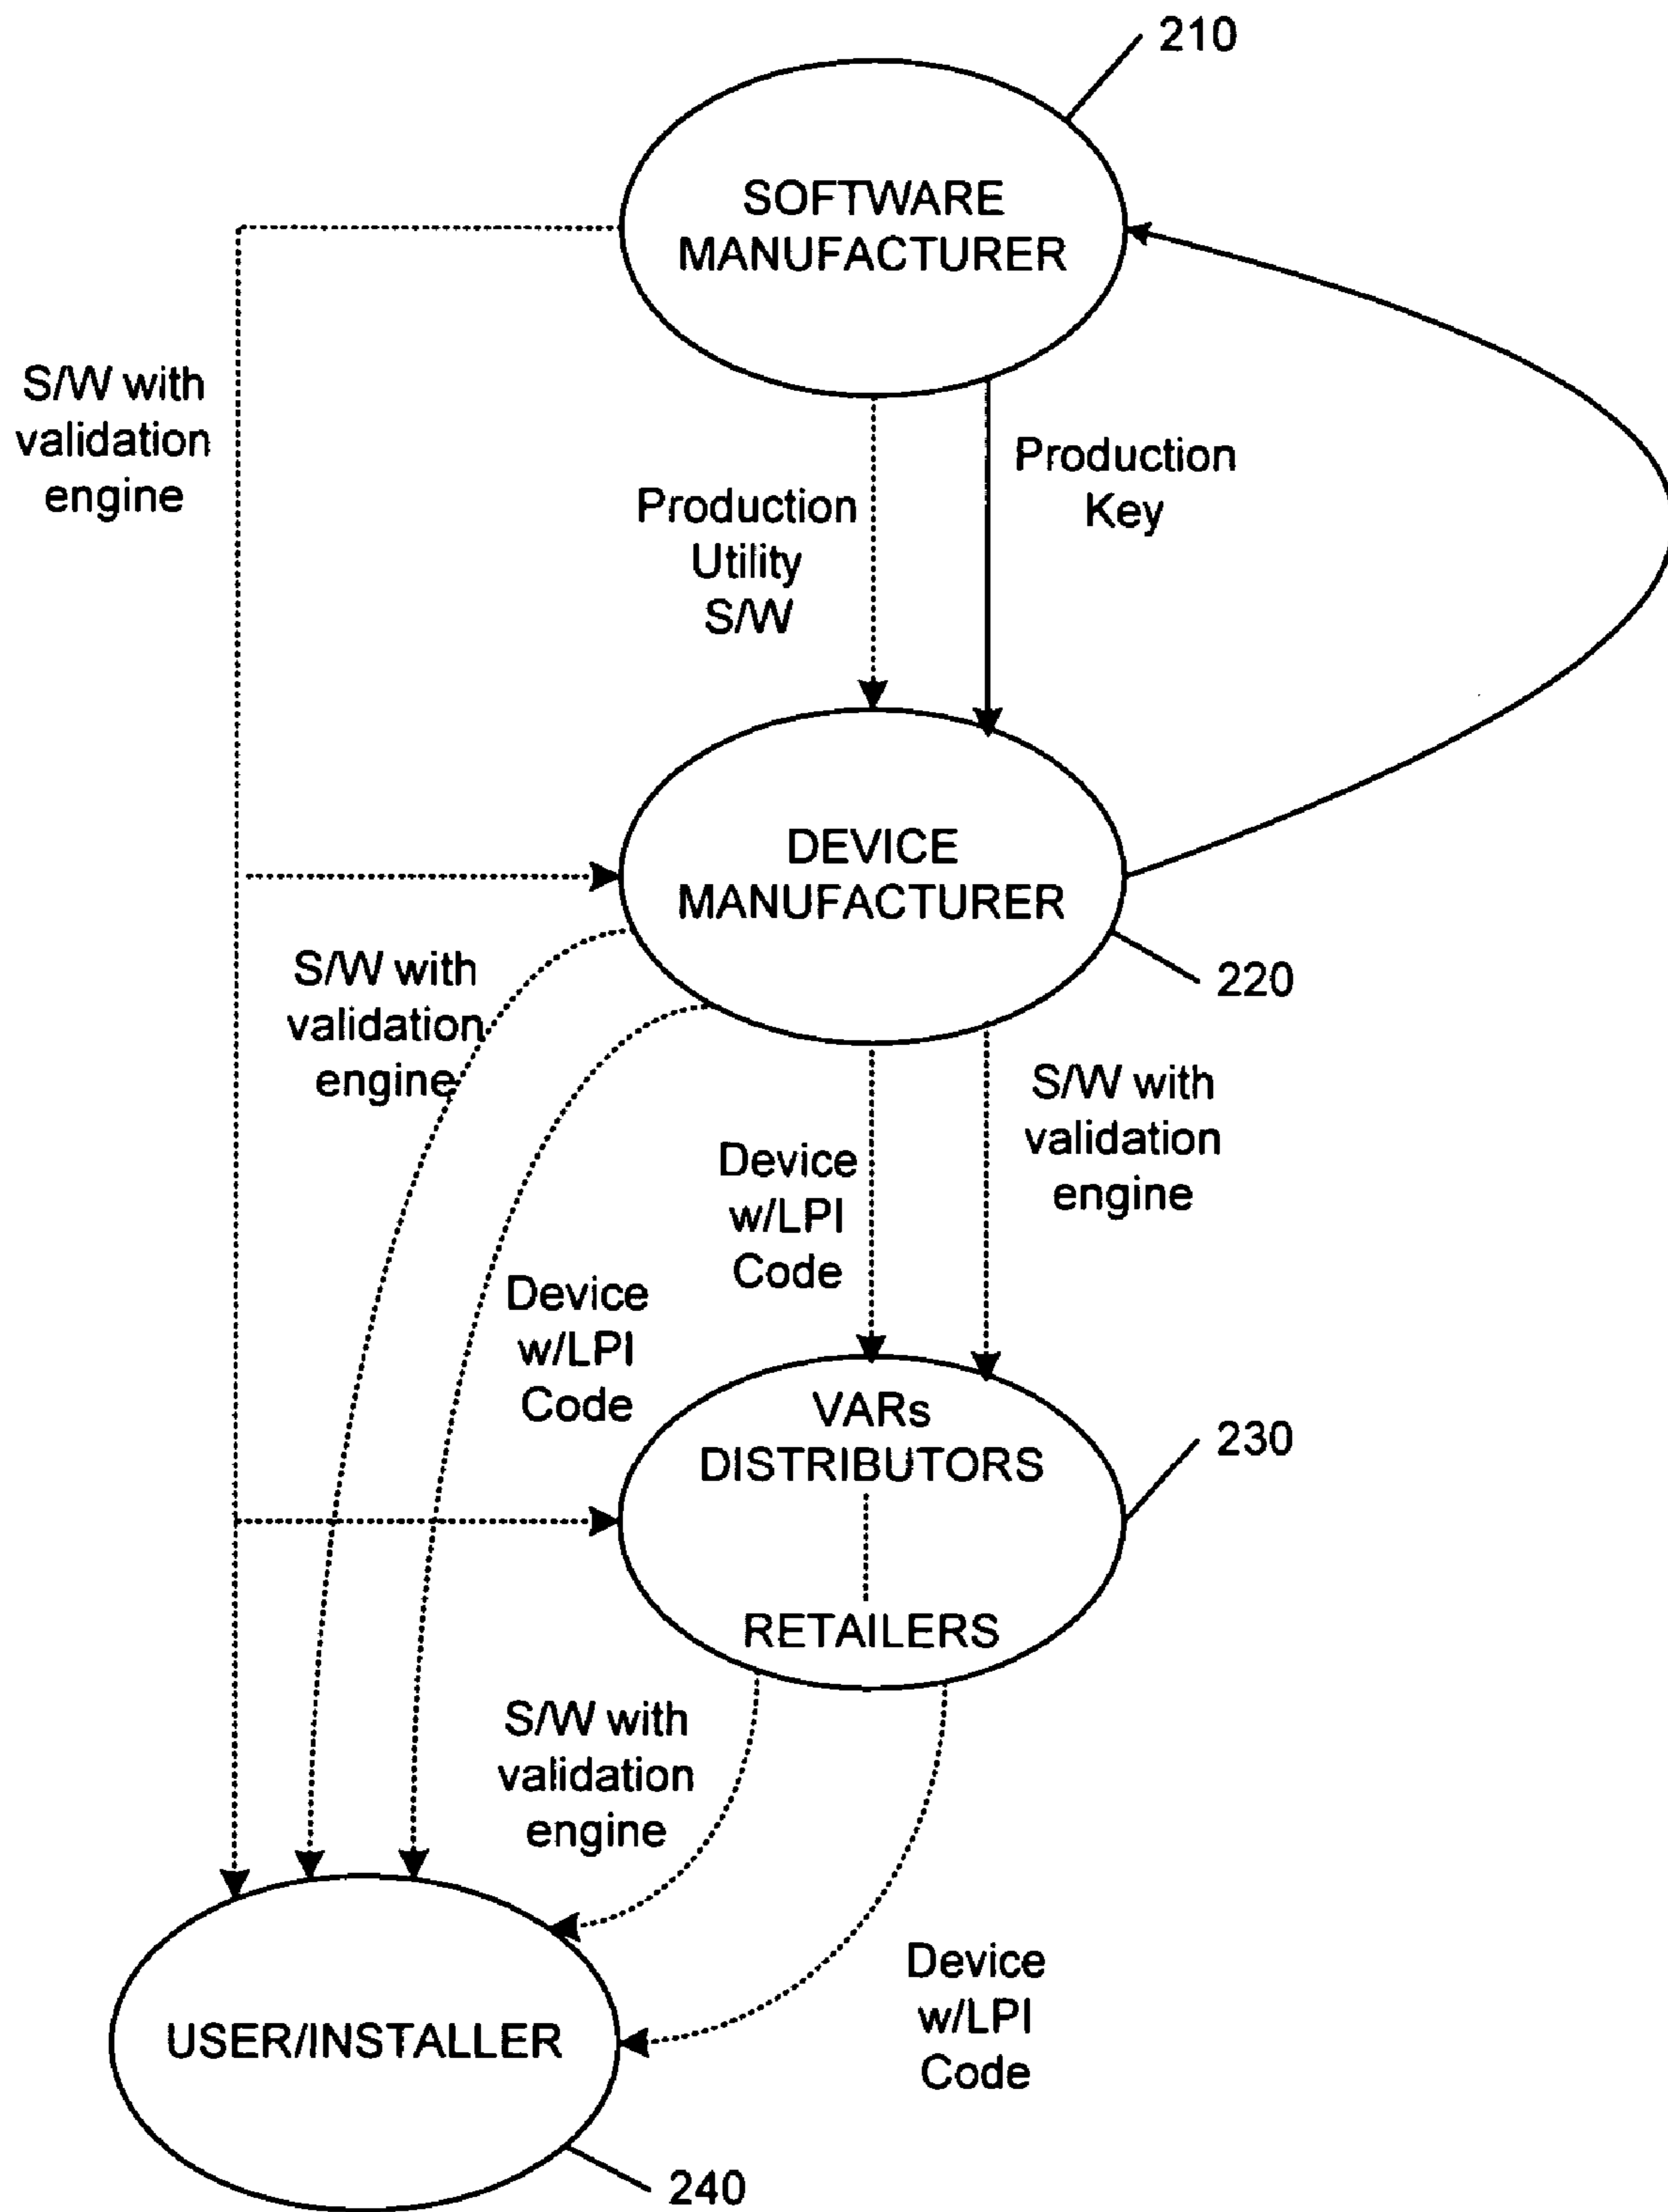 210
SOFTWARE
MANUFACTURER
S/W with
validation
engine
Production
Key
Production
Utility
S/W
DEVICE
MANUFACTURER
220
S/W with
validation
engine
S/W with
validation
engine
Device
w/LPI
Code
Device
w/LPI
Code
VARs
DISTRIBUTORS
RETAILERS
230
S/W with
validation
engine
Device
w/LPI
Code
USER/INSTALLER
240